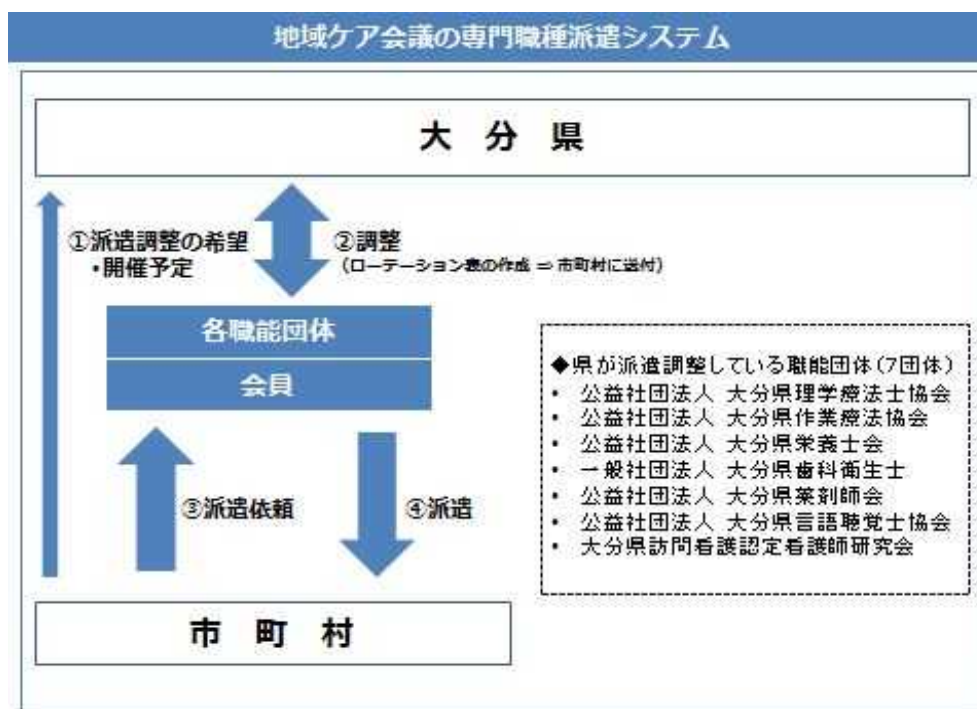 地域ケア会議の専門職種派遣システム
大 分 県
①派遣調整の希望
・開催予定
②調整
（ローテーション表の作成 ⇒ 市町村に送付）
各職能団体
会員
③派遣依頼
④派遣
市 町 村
◆県が派遣調整している職能団体（7団体）
• 公益社団法人 大分県理学療法士協会
• 公益社団法人 大分県作業療法協会
• 公益社団法人 大分県栄養士会
• 一般社団法人 大分県歯科衛生士
• 公益社団法人 大分県薬剤師会
• 公益社団法人 大分県言語聴覚士協会
• 大分県訪問看護認定看護師研究会